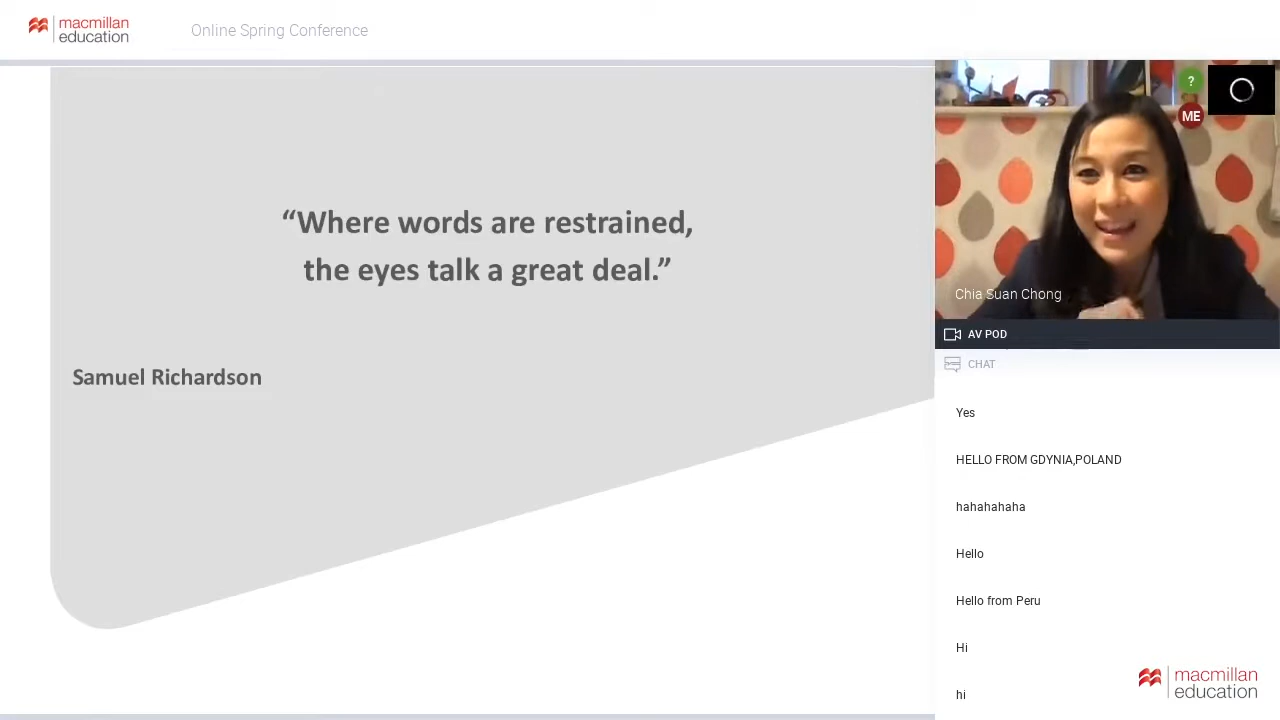 macmillan
education
Online Spring Conference
“Where words are restrained,
the eyes talk a great deal.”
Samuel Richardson
?
ME
Chia Suan Chong
AV POD
CHAT
Yes
HELLO FROM GDYNIA,POLAND
hahahahaha
Hello
Hello from Peru
Hi
hi
macmillan
education